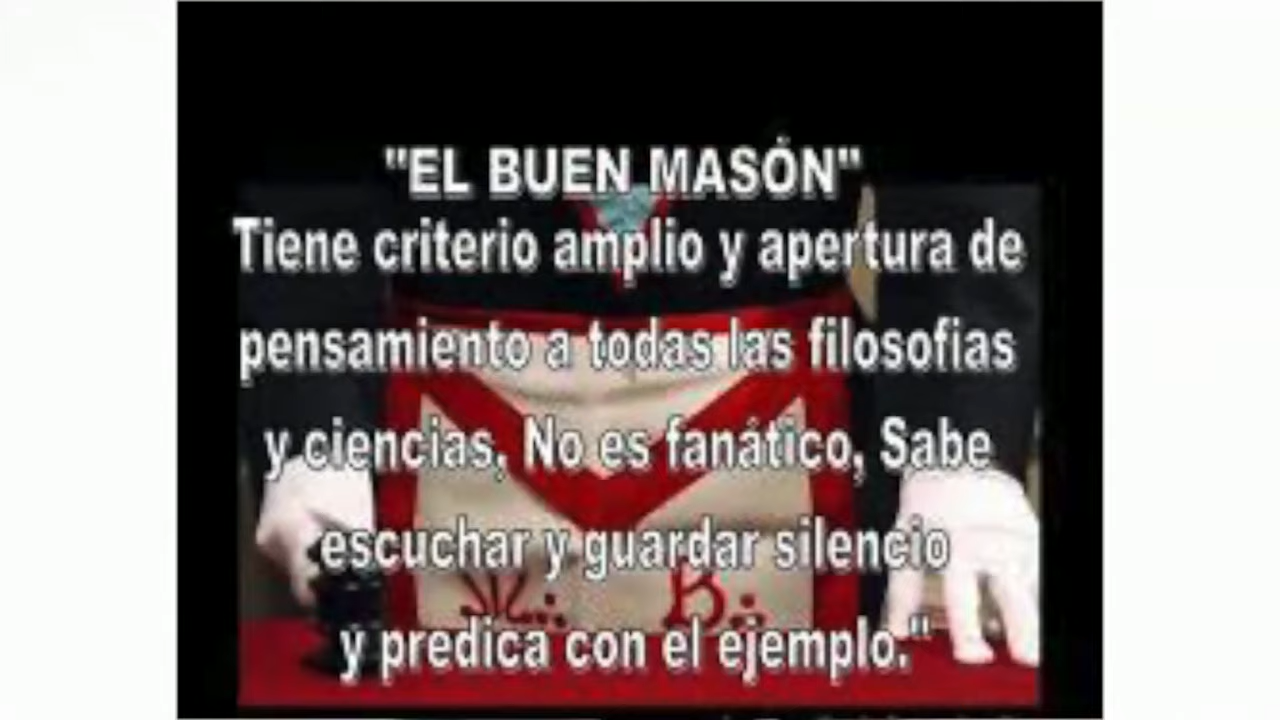 "EL BUEN MASÓN"
Tiene criterio amplio y apertura de
pensamiento a todas las filosofias
y ciencias, No es fanático, Sabe
escuchar y guardar silencio
M∴ B∴
y predica con el ejemplo."